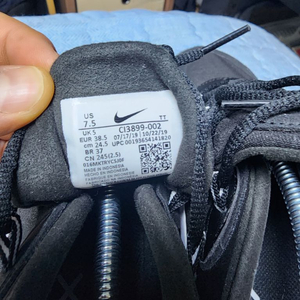 US
7.5
TT
UK 5
CI3899-002
EUR 38.5
07/17/19 | 10/22/19
cm 24.5
UPC:00193654141820
BR 37
CN 245(2.5)
MADE IN INDONESIA